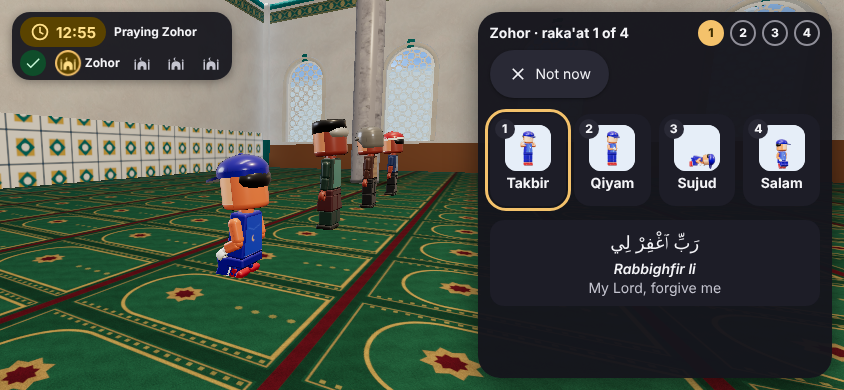 12:55 Praying Zohor
Zohor
Zohor · raka'at 1 of 4
1 2 3 4
Not now
1 2 3 4
Takbir Qiyam Sujud Salam
رَبِّ ٱغْفِرْ لِي
Rabbighfir li
My Lord, forgive me